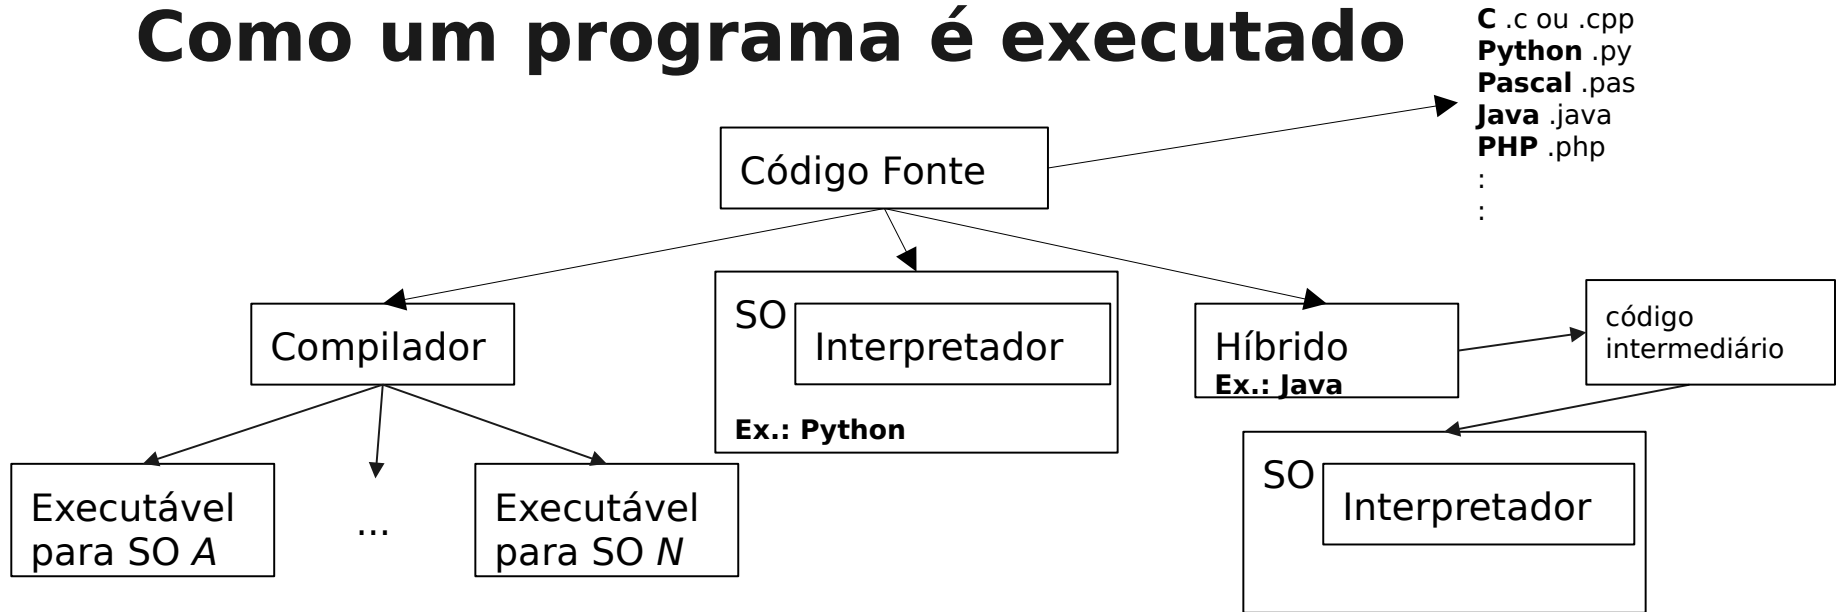 Como um programa é executado
C .c ou .cpp
Python .py
Pascal .pas
Java .java
PHP .php
:
:
Código Fonte
Compilador
SO
Interpretador
Ex.: Python
Híbrido
Ex.: Java
código
intermediário
Executável
para SO A
...
Executável
para SO N
SO
Interpretador